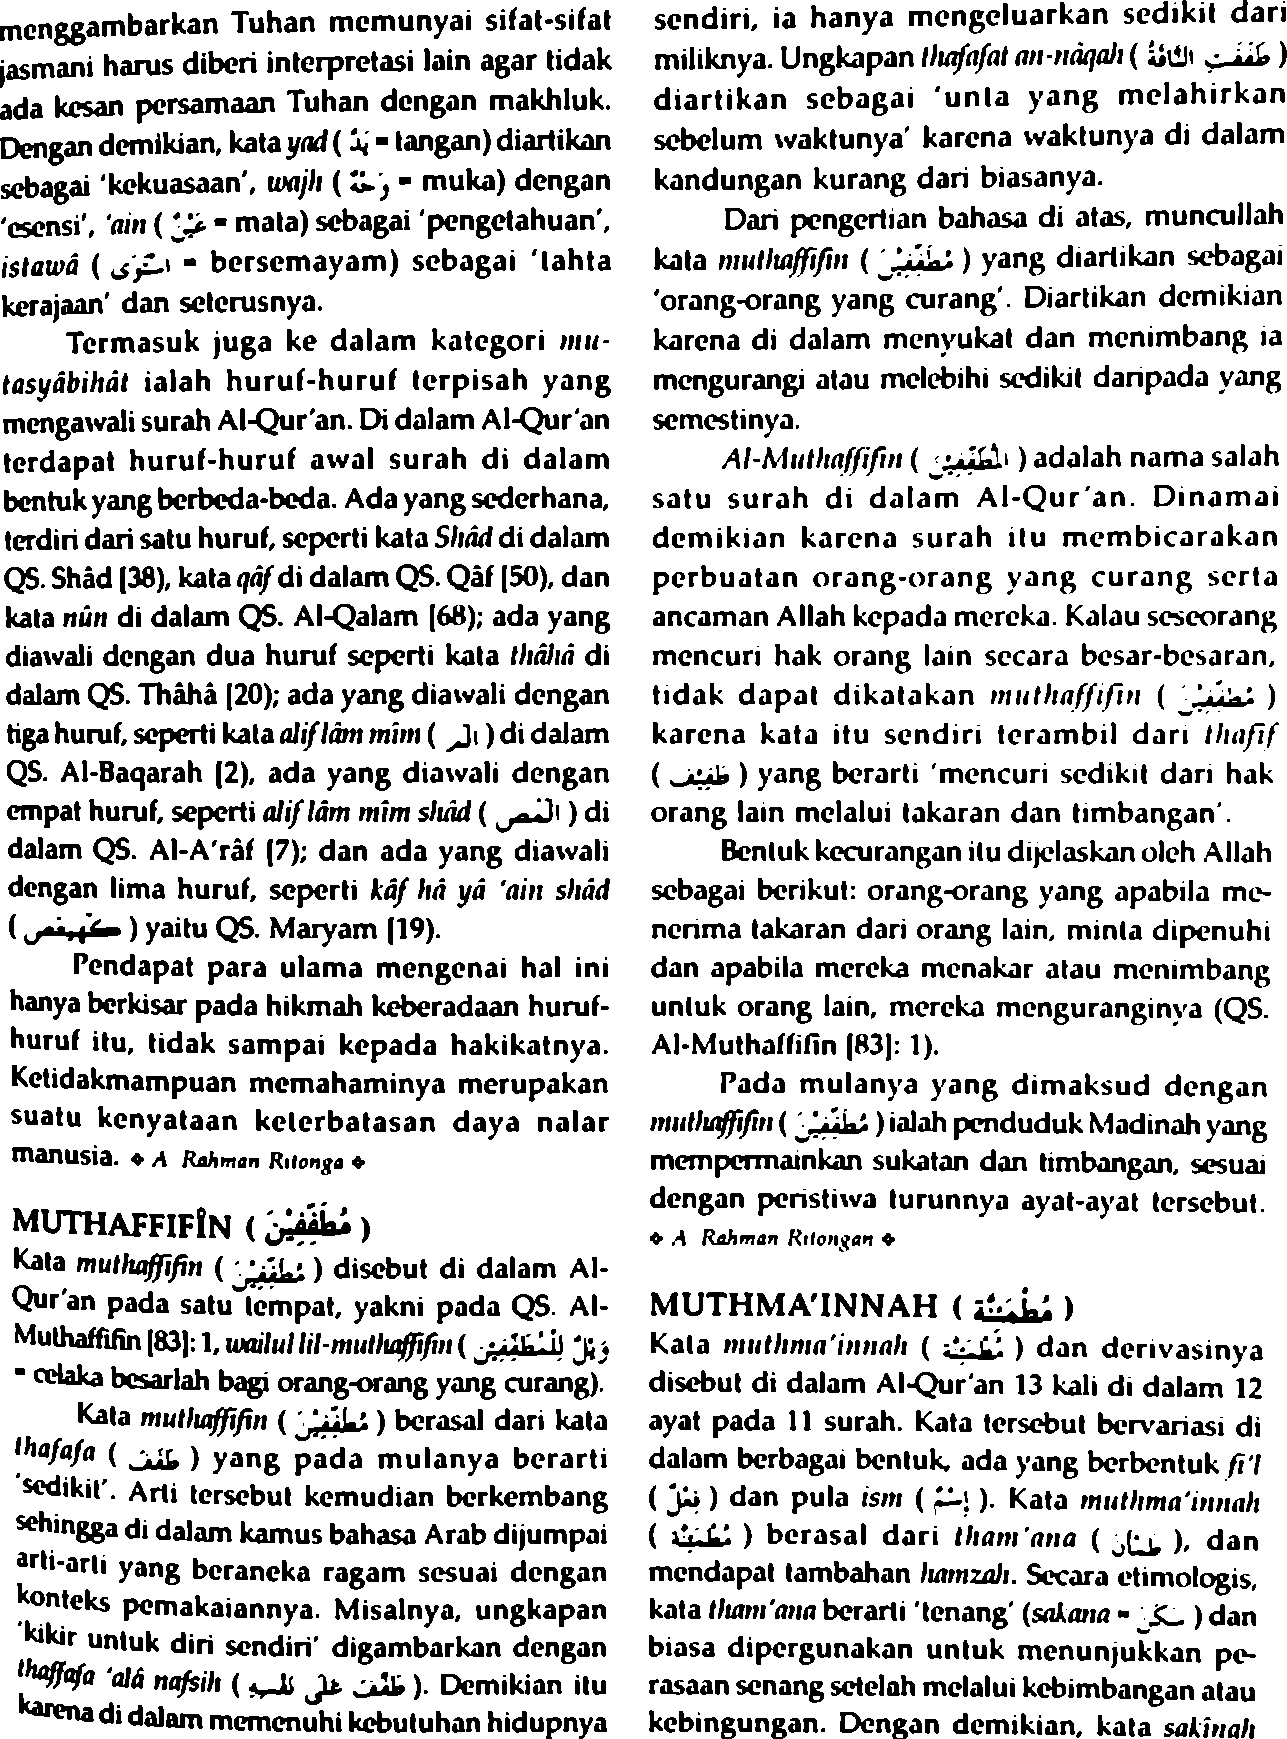 menggambarkan Tuhan memunyai sifat-sifat
jasmani harus diberi interpretasi lain agar tidak
ada kesan persamaan Tuhan dengan makhluk.
Dengan demikian, kata yad ( يَدٌ = tangan) diartikan
sebagai 'kekuasaan', wajh ( وَجْهٌ = muka) dengan
'esensi', 'ain ( عَيْنٌ = mata) sebagai 'pengetahuan',
istawâ ( اسْتَوَى = bersemayam) sebagai 'tahta
kerajaan' dan seterusnya.
Termasuk juga ke dalam kategori mu-
tasyâbihât ialah huruf-huruf terpisah yang
mengawali surah Al-Qur'an. Di dalam Al-Qur'an
terdapat huruf-huruf awal surah di dalam
bentuk yang berbeda-beda. Ada yang sederhana,
terdiri dari satu huruf, seperti kata Shâd di dalam
QS. Shâd [38), kata qâf di dalam QS. Qâf [50), dan
kata nûn di dalam QS. Al-Qalam [68); ada yang
diawali dengan dua huruf seperti kata thâhâ di
dalam QS. Thâhâ [20); ada yang diawali dengan
tiga huruf, seperti kata alif lâm mîm ( الم ) di dalam
QS. Al-Baqarah [2), ada yang diawali dengan
empat huruf, seperti alif lâm mîm shâd ( المص ) di
dalam QS. Al-A'râf [7); dan ada yang diawali
dengan lima huruf, seperti kâf hâ yâ 'ain shâd
( كهيعص ) yaitu QS. Maryam [19).
Pendapat para ulama mengenai hal ini
hanya berkisar pada hikmah keberadaan huruf-
huruf itu, tidak sampai kepada hakikatnya.
Ketidakmampuan memahaminya merupakan
suatu kenyataan keterbatasan daya nalar
manusia. ♦ A Rahman Ritonga ♦
MUTHAFFIFÎN ( مُطَفِّفِيْنَ )
Kata muthaffifîn ( مُطَفِّفِيْنَ ) disebut di dalam Al-
Qur'an pada satu tempat, yakni pada QS. Al-
Muthaffifîn [83]: 1, wailul lil-muthaffifîn ( وَيْلٌ لِلْمُطَفِّفِيْنَ
= celaka besarlah bagi orang-orang yang curang).
Kata muthaffifîn ( مُطَفِّفِيْنَ ) berasal dari kata
thafafa ( طَفَفَ ) yang pada mulanya berarti
'sedikit'. Arti tersebut kemudian berkembang
sehingga di dalam kamus bahasa Arab dijumpai
arti-arti yang beraneka ragam sesuai dengan
konteks pemakaiannya. Misalnya, ungkapan
'kikir untuk diri sendiri' digambarkan dengan
thaffafa 'alâ nafsih ( طَفَّفَ عَلَى نَفْسِهِ ). Demikian itu
karena di dalam memenuhi kebutuhan hidupnya
sendiri, ia hanya mengeluarkan sedikit dari
miliknya. Ungkapan thafafat an-nâqah ( طَفَفَتِ النَّاقَةُ )
diartikan sebagai 'unta yang melahirkan
sebelum waktunya' karena waktunya di dalam
kandungan kurang dari biasanya.
Dari pengertian bahasa di atas, muncullah
kata muthaffifîn ( مُطَفِّفِيْنَ ) yang diartikan sebagai
'orang-orang yang curang'. Diartikan demikian
karena di dalam menyukat dan menimbang ia
mengurangi atau melebihi sedikit daripada yang
semestinya.
Al-Muthaffifîn ( المُطَفِّفِيْنَ ) adalah nama salah
satu surah di dalam Al-Qur'an. Dinamai
demikian karena surah itu membicarakan
perbuatan orang-orang yang curang serta
ancaman Allah kepada mereka. Kalau seseorang
mencuri hak orang lain secara besar-besaran,
tidak dapat dikatakan muthaffifîn ( مُطَفِّفِيْنَ )
karena kata itu sendiri terambil dari thafîf
( طَفِيْف ) yang berarti 'mencuri sedikit dari hak
orang lain melalui takaran dan timbangan'.
Bentuk kecurangan itu dijelaskan oleh Allah
sebagai berikut: orang-orang yang apabila me-
nerima takaran dari orang lain, minta dipenuhi
dan apabila mereka menakar atau menimbang
untuk orang lain, mereka menguranginya (QS.
Al-Muthaffifîn [83]: 1).
Pada mulanya yang dimaksud dengan
muthaffifîn ( مُطَفِّفِيْنَ ) ialah penduduk Madinah yang
mempermainkan sukatan dan timbangan, sesuai
dengan peristiwa turunnya ayat-ayat tersebut.
♦ A Rahman Ritongan ♦
MUTHMA'INNAH ( مُطْمَئِنَّة )
Kata muthma'innah ( مُطْمَئِنَّة ) dan derivasinya
disebut di dalam Al-Qur'an 13 kali di dalam 12
ayat pada 11 surah. Kata tersebut bervariasi di
dalam berbagai bentuk, ada yang berbentuk fi'l
( فِعْلٌ ) dan pula ism ( إِسْمٌ ). Kata muthma'innah
( مُطْمَئِنَّة ) berasal dari tham'ana ( طَمْأَنَ ), dan
mendapat tambahan hamzah. Secara etimologis,
kata tham'ana berarti 'tenang' (sakana = سَكَنَ ) dan
biasa dipergunakan untuk menunjukkan pe-
rasaan senang setelah melalui kebimbangan atau
kebingungan. Dengan demikian, kata sakînah